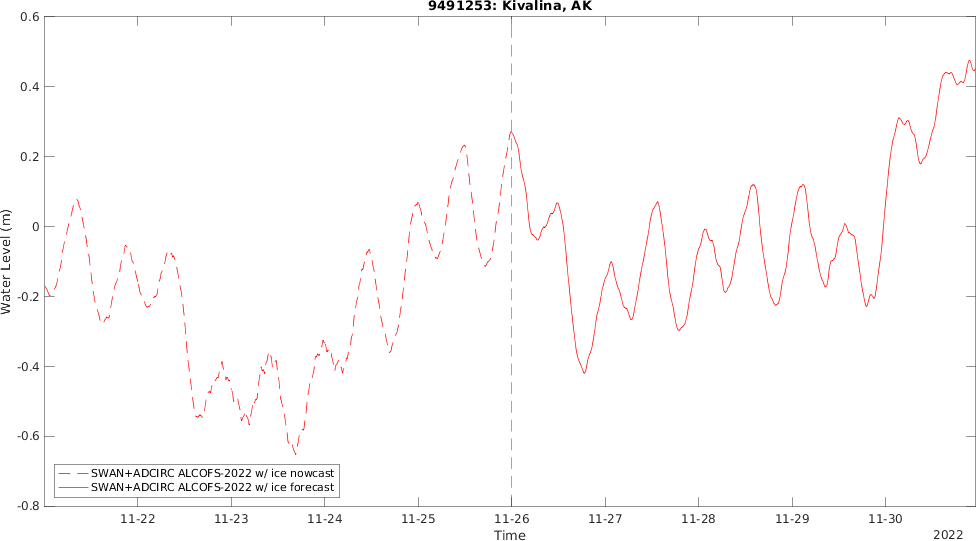 9491253: Kivalina, AK
0.6
0.4
0.2
0
-0.2
-0.4
-0.6
-0.8
Water Level (m)
SWAN+ADCIRC ALCOFS-2022 w/ ice nowcast
SWAN+ADCIRC ALCOFS-2022 w/ ice forecast
11-22 11-23 11-24 11-25 11-26 11-27 11-28 11-29 11-30
Time
2022